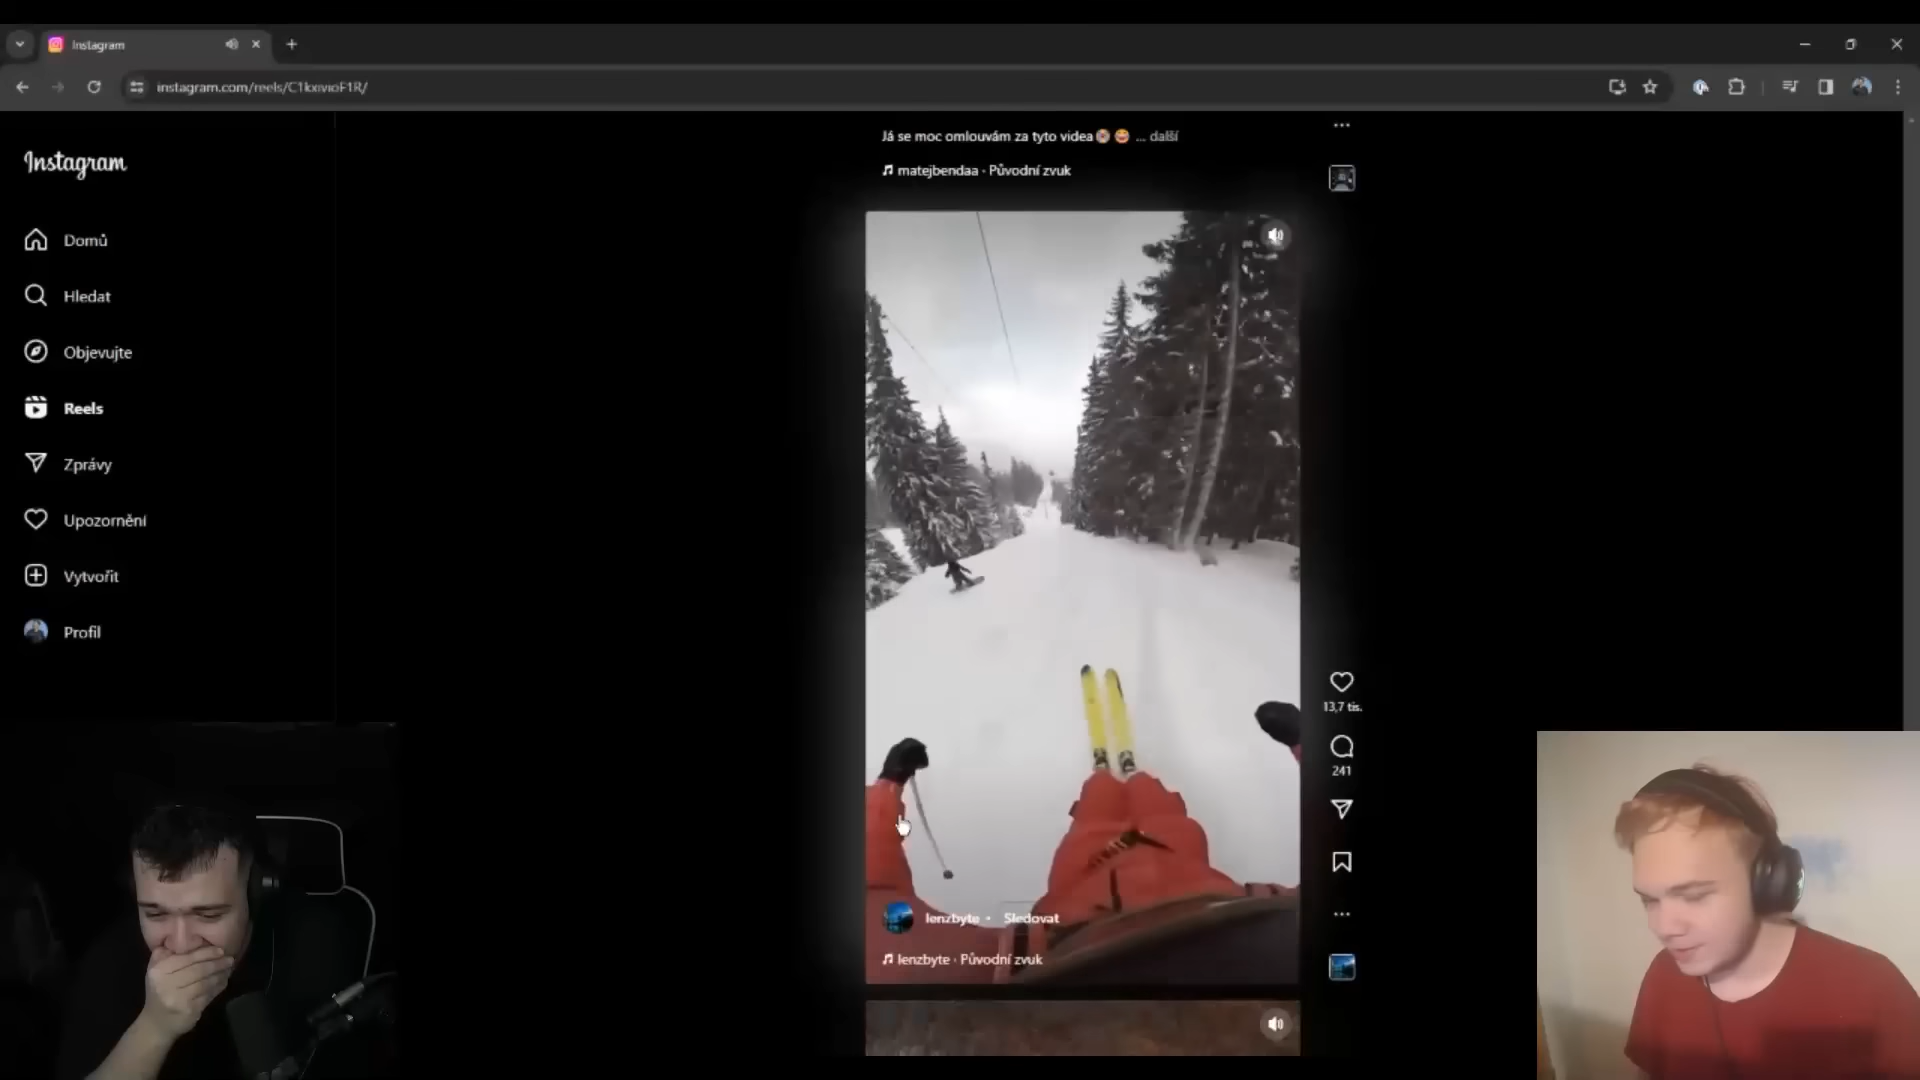 Instagram
instagram.com/reels/C1kxivioF1R/
Instagram
Domů
Hledat
Objevujte
Reels
Zprávy
Upozornění
Vytvořit
Profil
Já se moc omlouvám za tyto videa ... další
matejbendaa · Původní zvuk
13,7 tis.
241
lenzbyte • Sledovat
lenzbyte · Původní zvuk